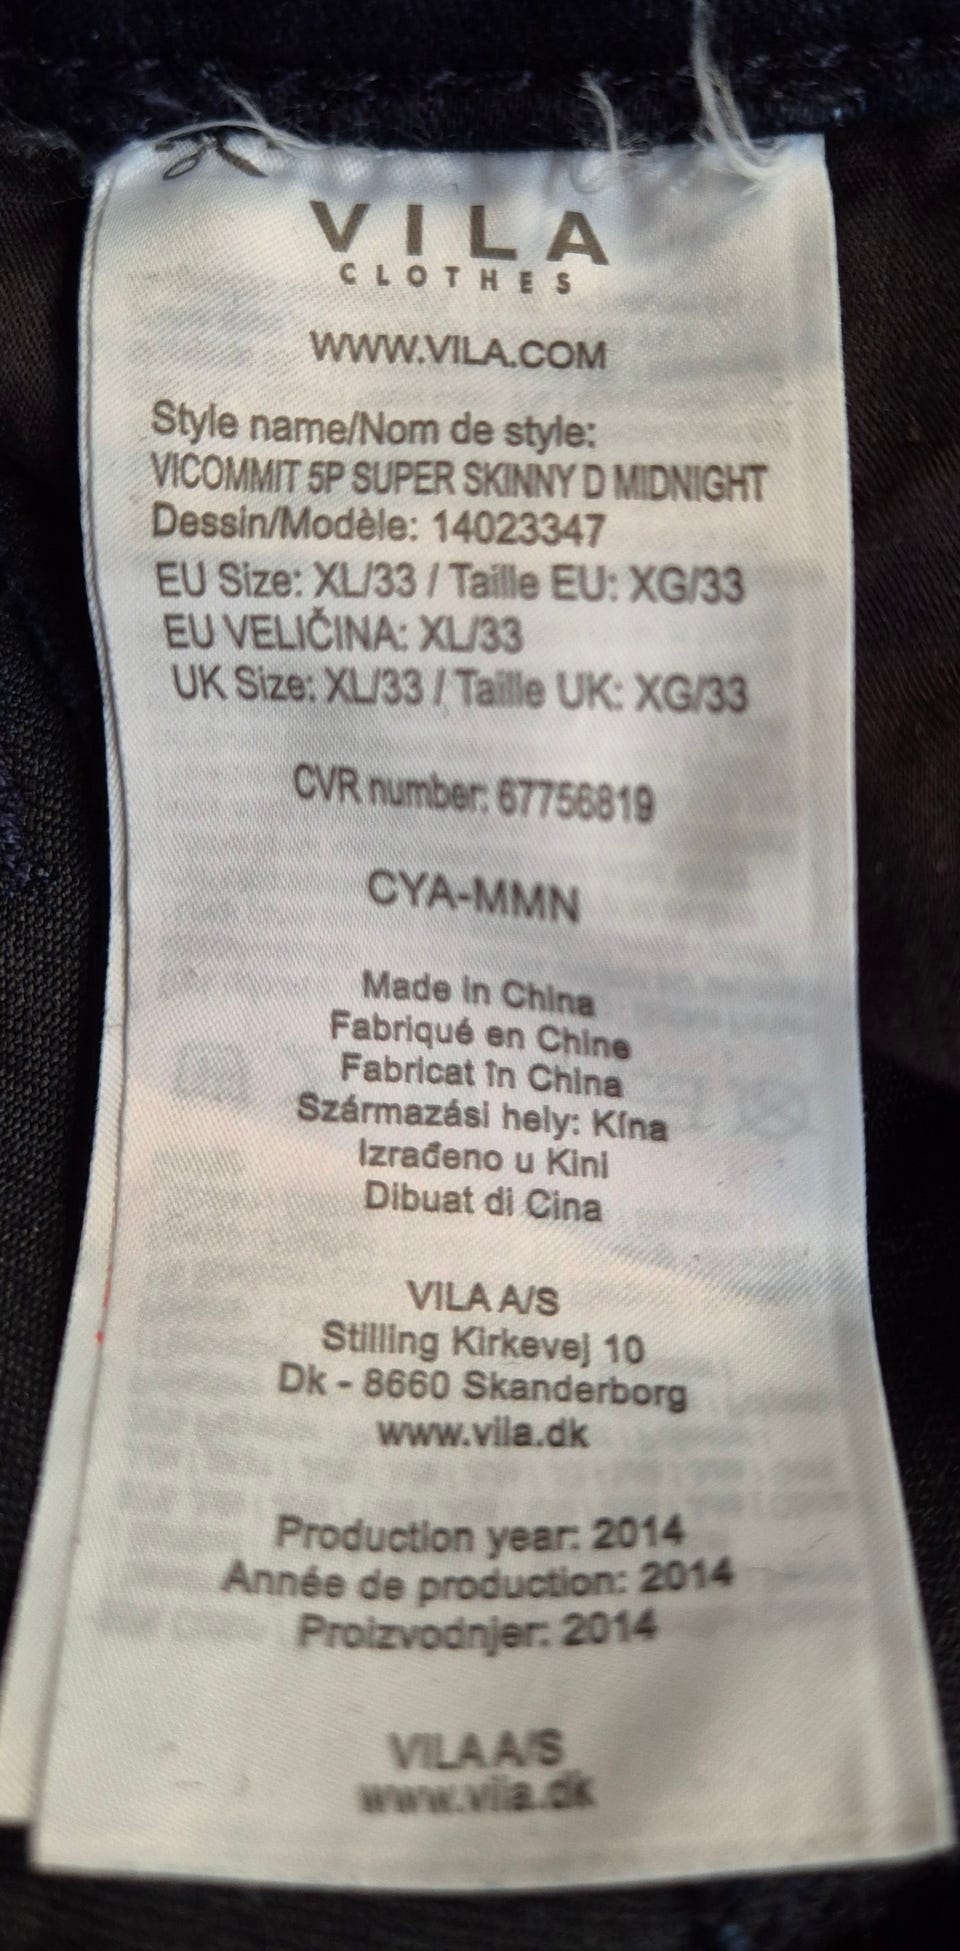 VILA
CLOTHES
WWW.VILA.COM
Style name/Nom de style:
VICOMMIT 5P SUPER SKINNY D MIDNIGHT
Dessin/Modèle: 14023347
EU Size: XL/33 / Taille EU: XG/33
EU VELIČINA: XL/33
UK Size: XL/33 / Taille UK: XG/33
CVR number: 67756819
CYA-MMN
Made in China
Fabriqué en Chine
Fabricat în China
Származási hely: Kína
Izrađeno u Kini
Dibuat di Cina
VILA A/S
Stilling Kirkevej 10
Dk - 8660 Skanderborg
www.vila.dk
Production year: 2014
Année de production: 2014
Proizvodnjer: 2014
VILA A/S
www.vila.dk